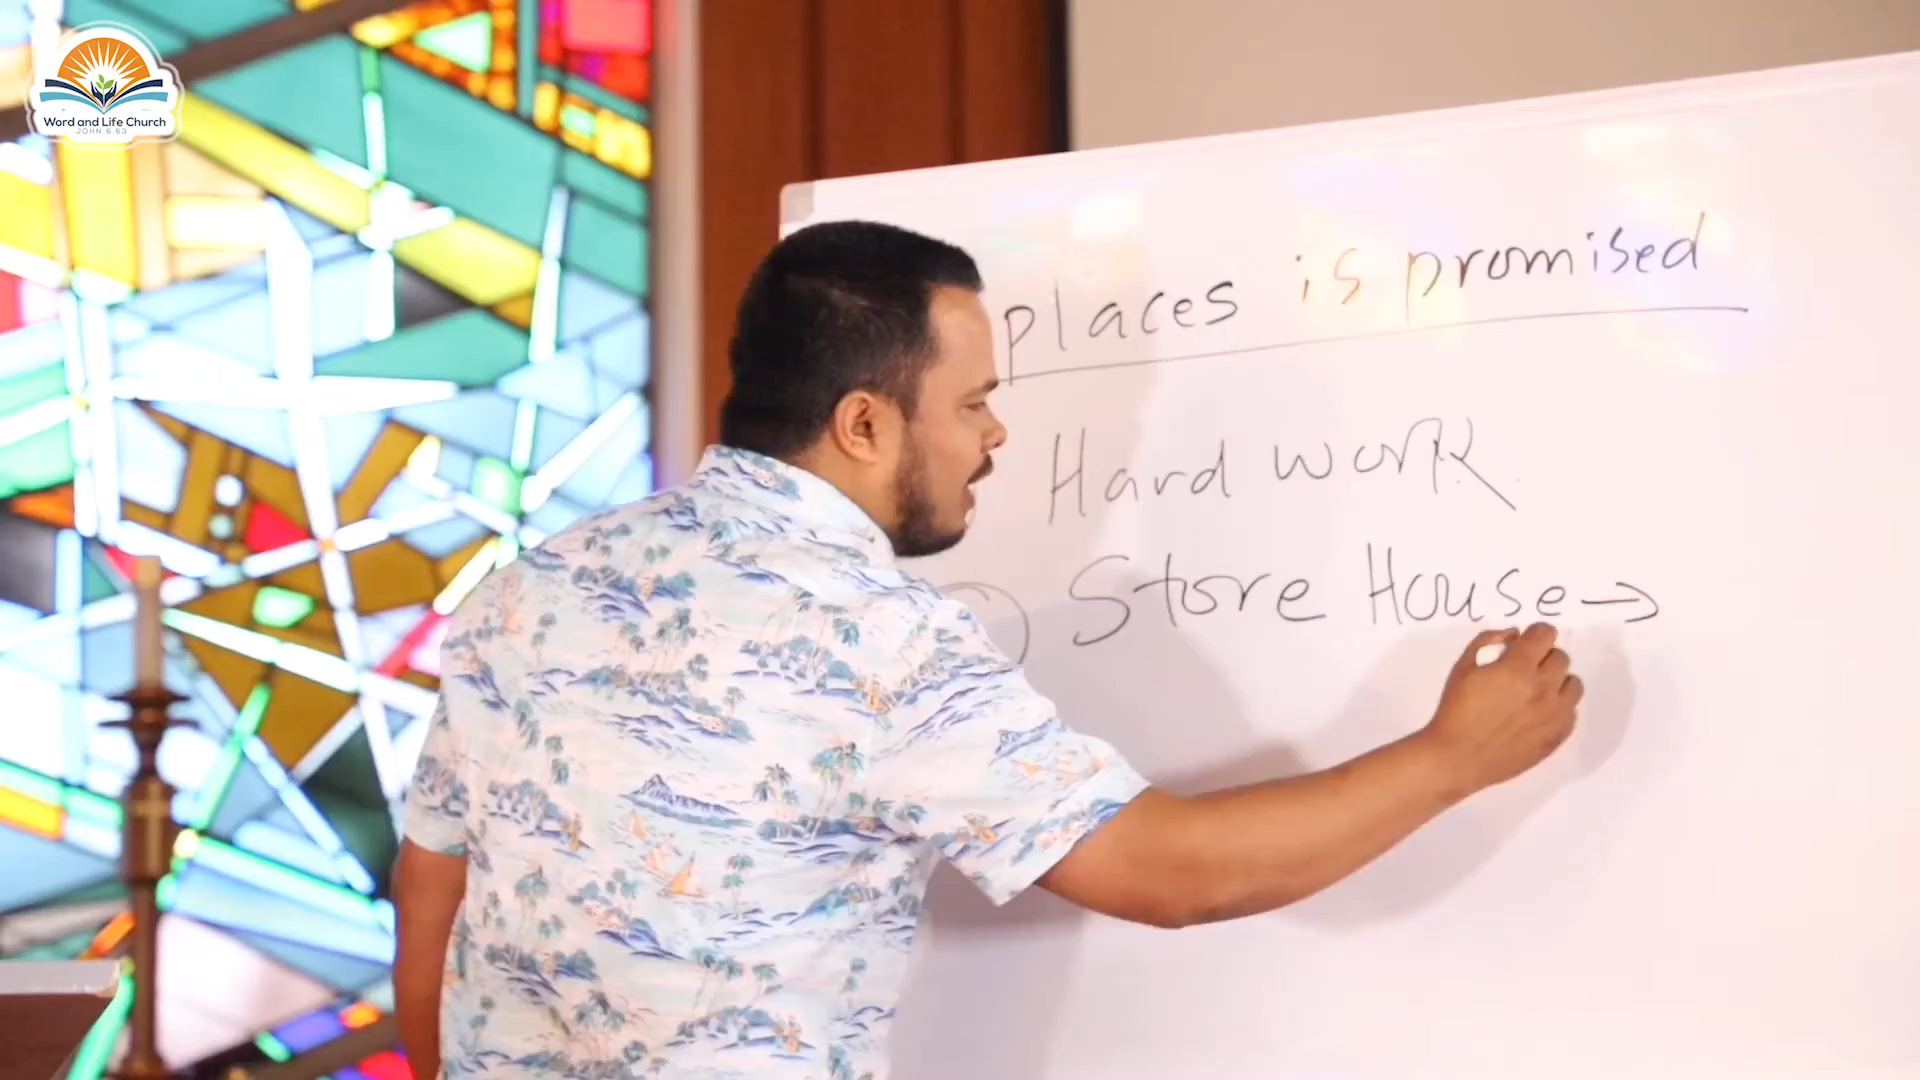 Word and Life Church
JOHN 6:63
places is promised
Hard work
Store House →